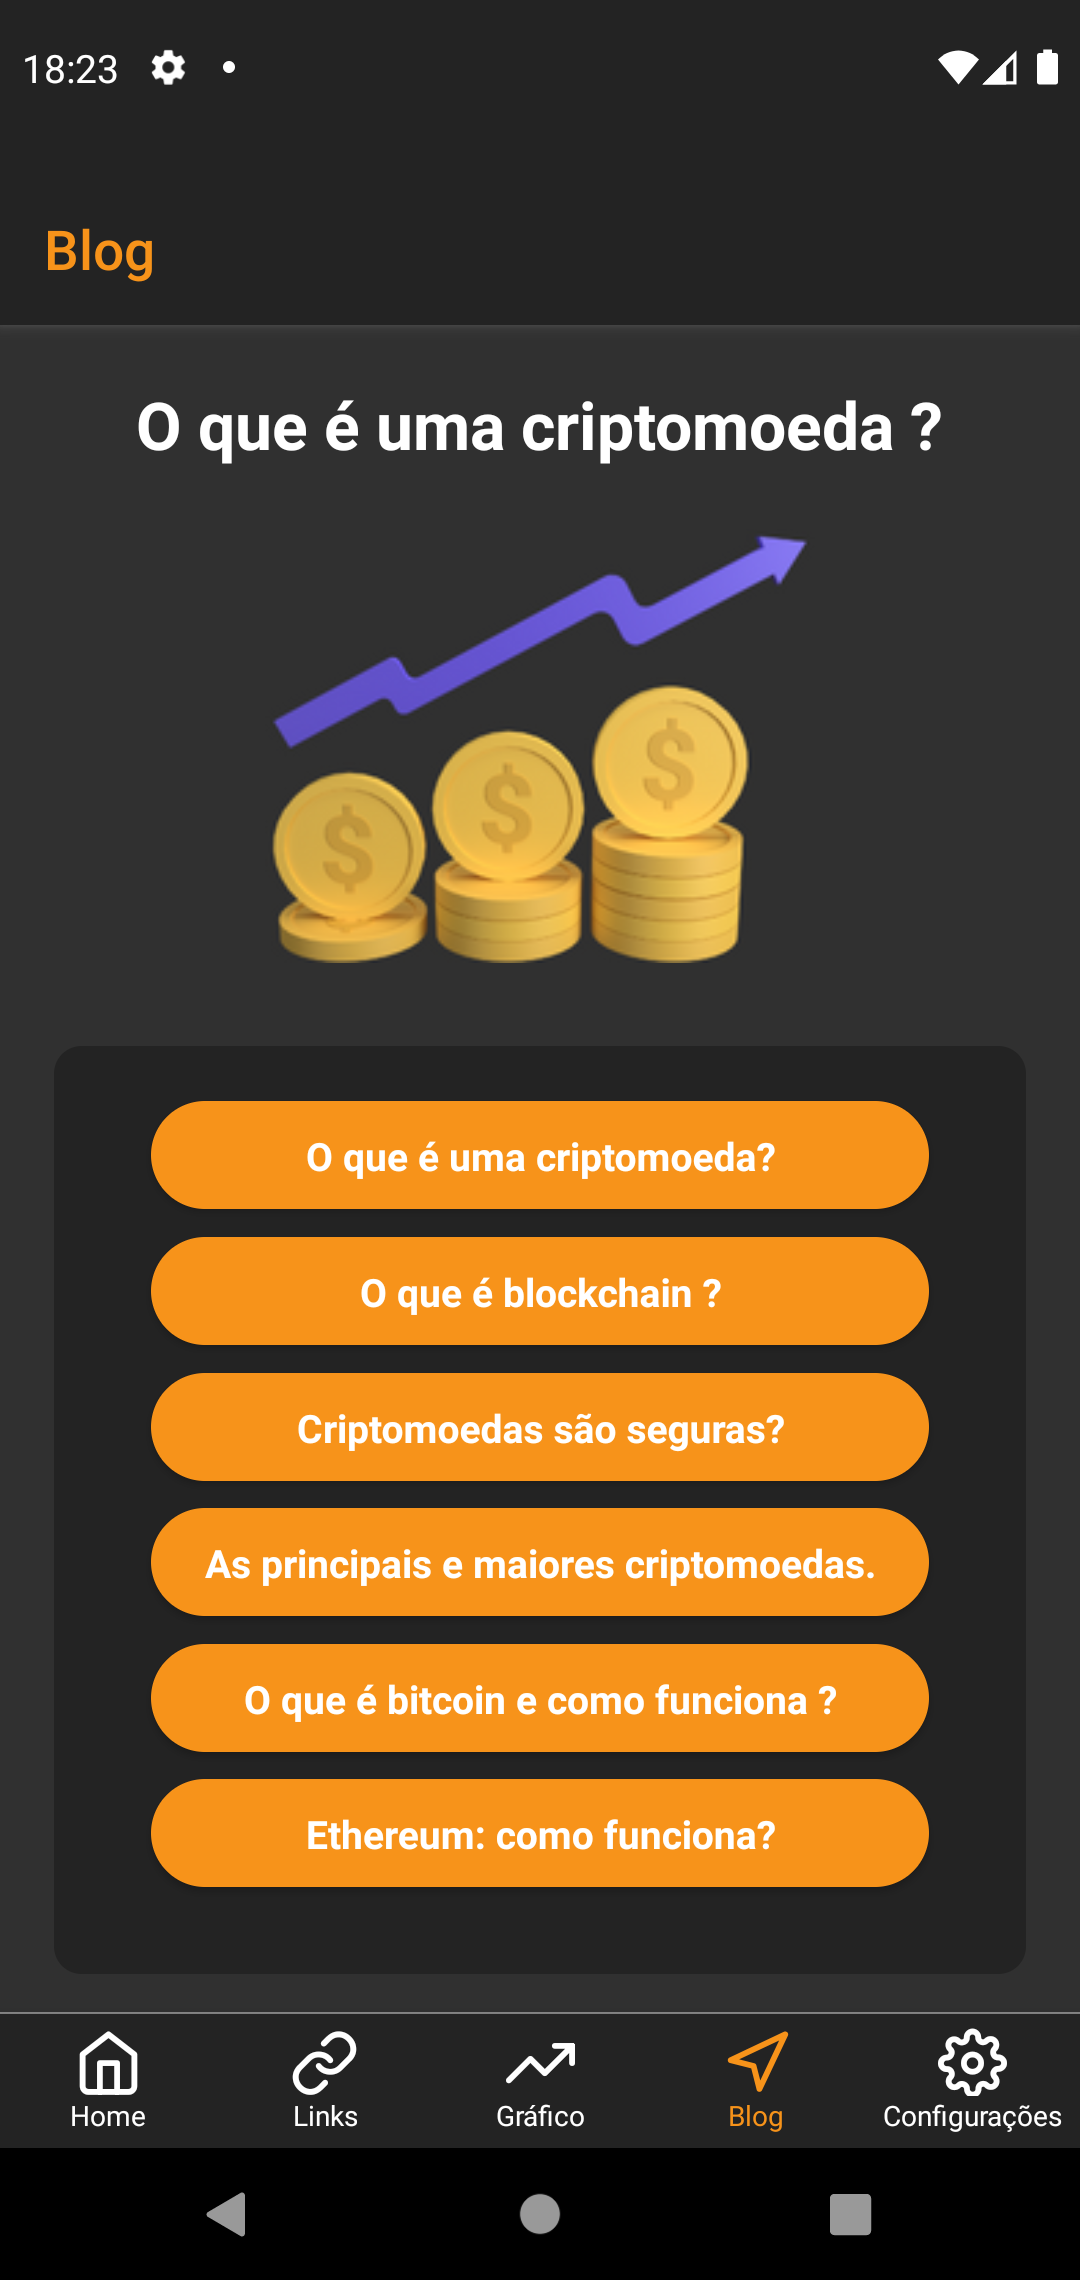 18:23
Blog
O que é uma criptomoeda ?
$ $ $
O que é uma criptomoeda?
O que é blockchain ?
Criptomoedas são seguras?
As principais e maiores criptomoedas.
O que é bitcoin e como funciona ?
Ethereum: como funciona?
Home Links Gráfico Blog Configurações